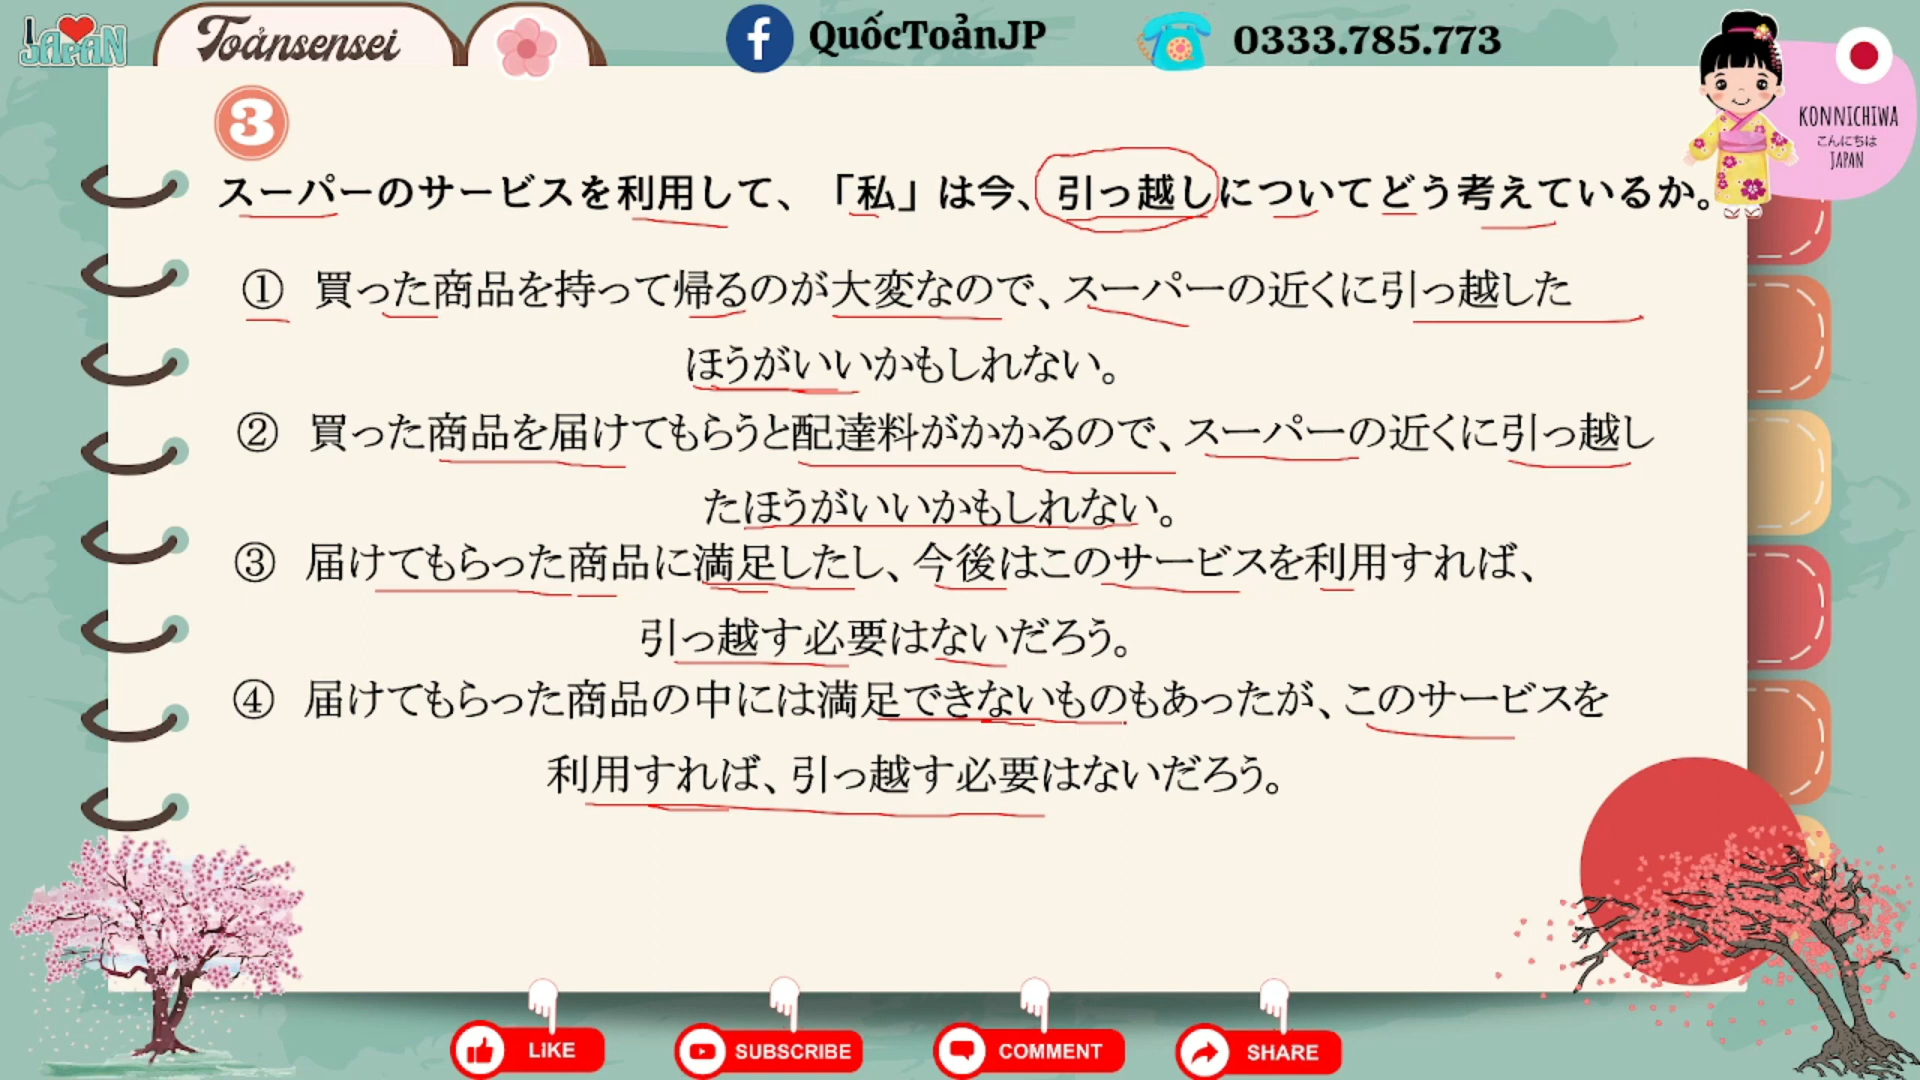 I
JAPAN
Toảnsensei
QuốcToảnJP
0333.785.773
KONNICHIWA
こんにちは
JAPAN
3
スーパーのサービスを利用して、「私」は今、引っ越しについてどう考えているか。
① 買った商品を持って帰るのが大変なので、スーパーの近くに引っ越した
ほうがいいかもしれない。
② 買った商品を届けてもらうと配達料がかかるので、スーパーの近くに引っ越し
たほうがいいかもしれない。
③ 届けてもらった商品に満足したし、今後はこのサービスを利用すれば、
引っ越す必要はないだろう。
④ 届けてもらった商品の中には満足できないものもあったが、このサービスを
利用すれば、引っ越す必要はないだろう。
LIKE
SUBSCRIBE
COMMENT
SHARE